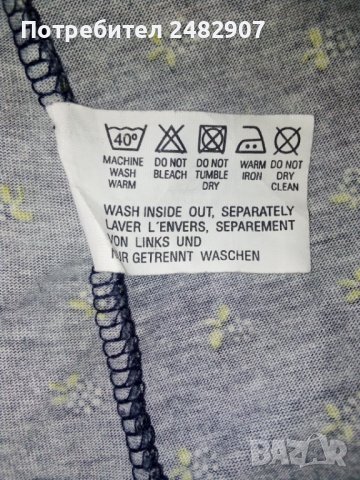 Потребител 2482907
40°
MACHINE WASH WARM
DO NOT BLEACH
DO NOT TUMBLE DRY
WARM IRON
DO NOT DRY CLEAN
WASH INSIDE OUT, SEPARATELY
LAVER L´ENVERS, SEPAREMENT
VON LINKS UND
NUR GETRENNT WASCHEN
BAZAR